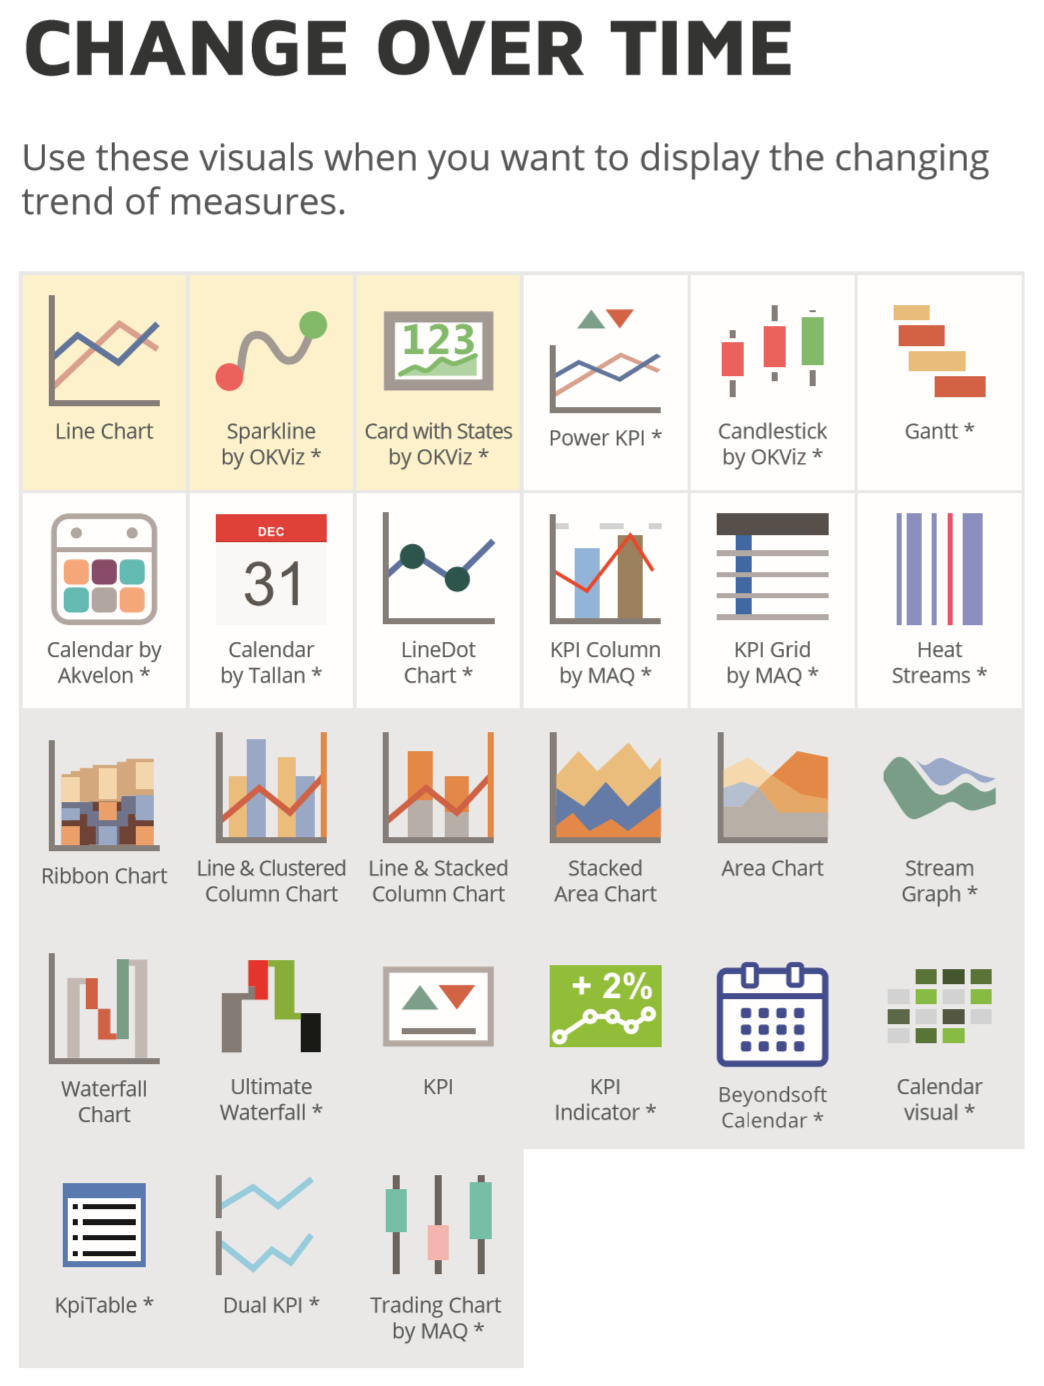 CHANGE OVER TIME
Use these visuals when you want to display the changing
trend of measures.
Line Chart
Sparkline
by OKViz *
123
Card with States
by OKViz *
Power KPI *
Candlestick
by OKViz *
Gantt *
Calendar by
Akvelon *
DEC
31
Calendar
by Tallan *
LineDot
Chart *
KPI Column
by MAQ *
KPI Grid
by MAQ *
Heat
Streams *
Ribbon Chart
Line & Clustered
Column Chart
Line & Stacked
Column Chart
Stacked
Area Chart
Area Chart
Stream
Graph *
Waterfall
Chart
Ultimate
Waterfall *
KPI
+ 2%
KPI
Indicator *
Beyondsoft
Calendar *
Calendar
visual *
KpiTable *
Dual KPI *
Trading Chart
by MAQ *